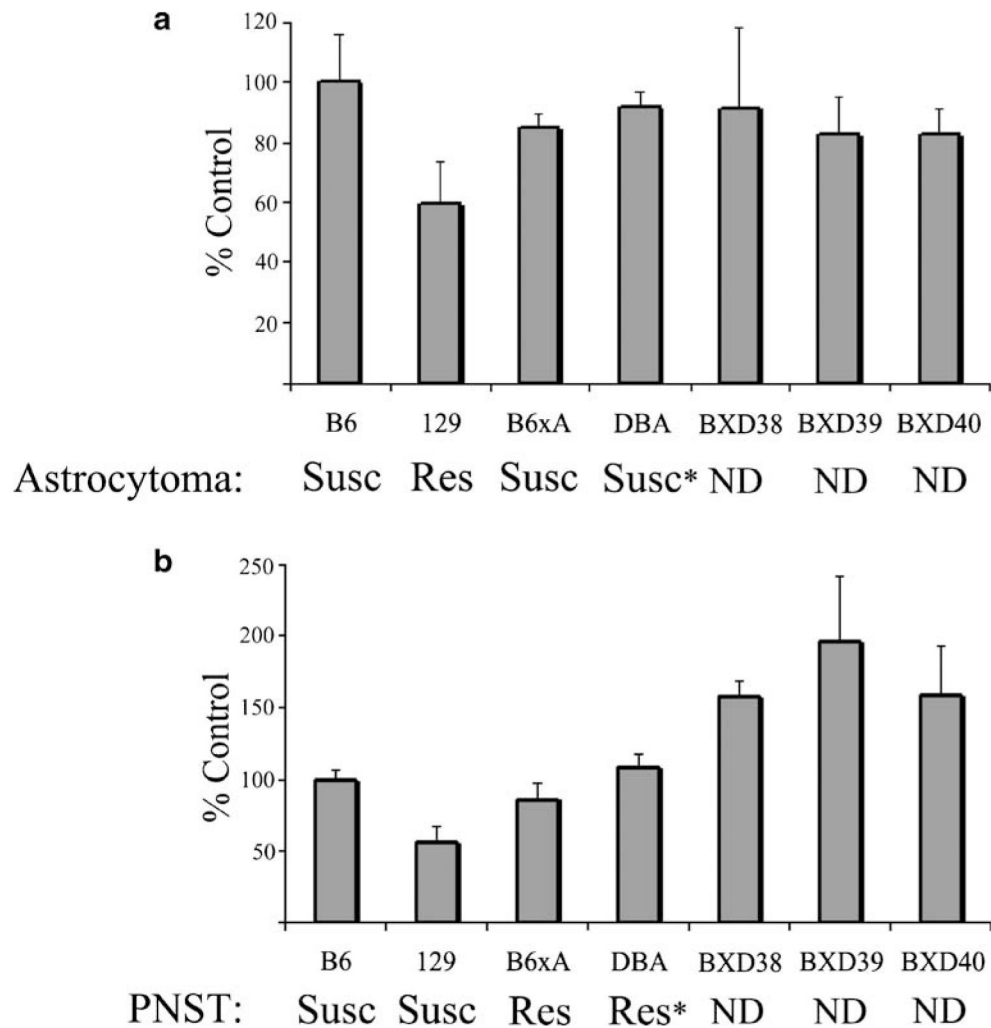 a
% Control
120
100
80
60
40
20
B6 129 B6xA DBA BXD38 BXD39 BXD40
Astrocytoma: Susc Res Susc Susc* ND ND ND
b
% Control
250
200
150
100
50
B6 129 B6xA DBA BXD38 BXD39 BXD40
PNST: Susc Susc Res Res* ND ND ND